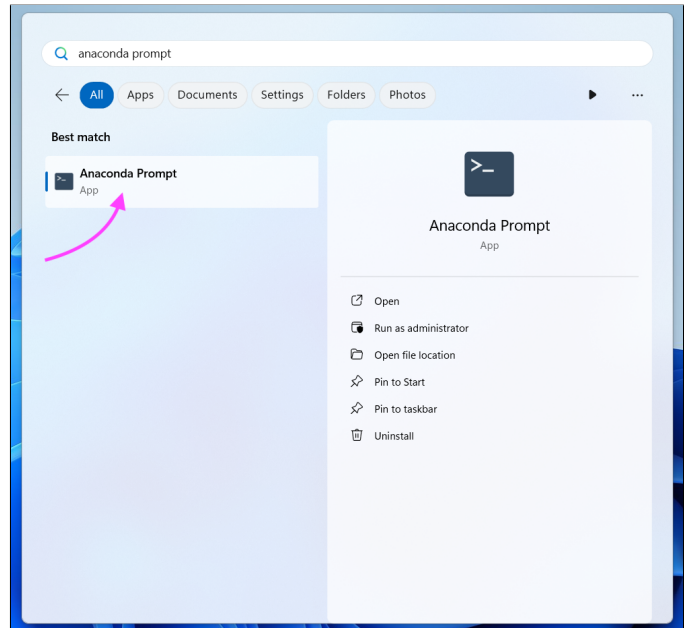 anaconda prompt
All Apps Documents Settings Folders Photos
Best match
Anaconda Prompt
App
Anaconda Prompt
App
Open
Run as administrator
Open file location
Pin to Start
Pin to taskbar
Uninstall